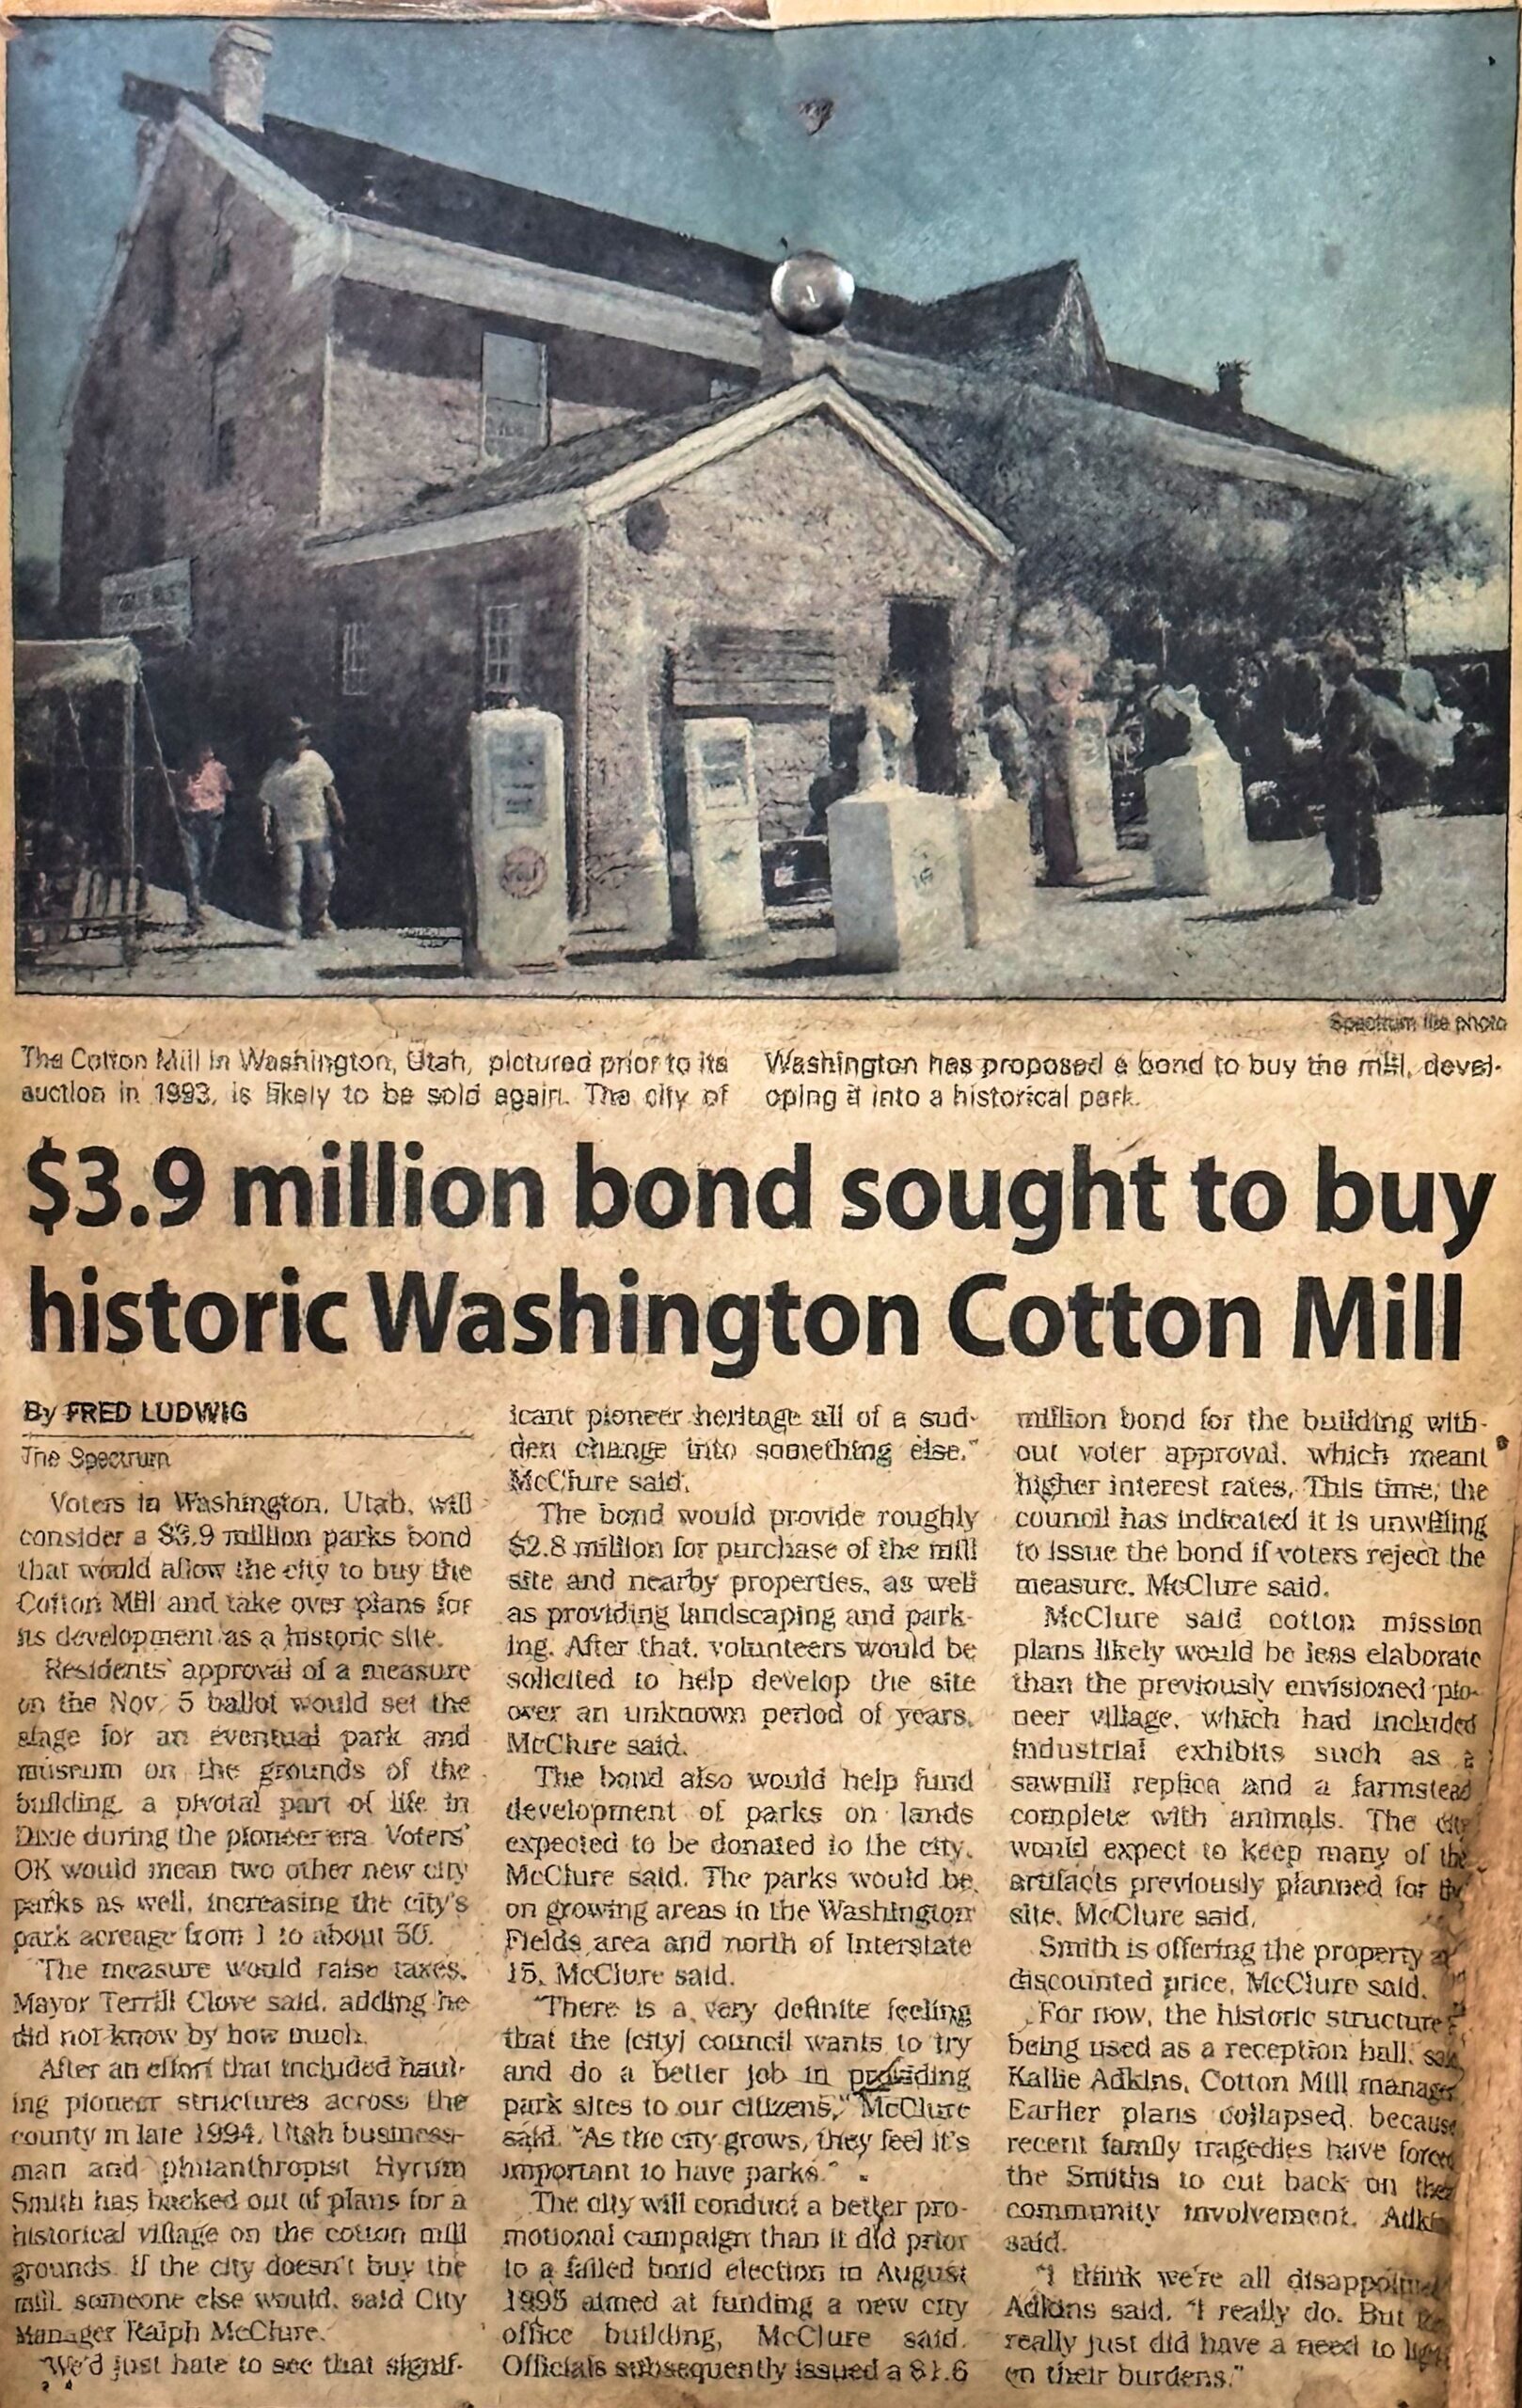 Spectrum file photo
The Cotton Mill in Washington, Utah, pictured prior to its
auction in 1993, is likely to be sold again. The city of
Washington has proposed a bond to buy the mill, devel-
oping it into a historical park.
$3.9 million bond sought to buy
historic Washington Cotton Mill
By FRED LUDWIG
The Spectrum
Voters in Washington, Utah, will
consider a $3.9 million parks bond
that would allow the city to buy the
Cotton Mill and take over plans for
its development as a historic site.
Residents' approval of a measure
on the Nov. 5 ballot would set the
stage for an eventual park and
museum on the grounds of the
building, a pivotal part of life in
Dixie during the pioneer era. Voters'
OK would mean two other new city
parks as well, increasing the city's
park acreage from 1 to about
The measure would raise taxes,
Mayor Terrill Clove said, adding he
did not know by how much.
After an effort that included haul-
ing pioneer structures across the
county in late 1994, Utah business-
man and philanthropist Hyrum
Smith has backed out of plans for a
historical village on the cotton mill
grounds. If the city doesn't buy the
mill, someone else would, said City
Manager Ralph McClure.
"We'd just hate to see that signif-
icant pioneer heritage all of a sud-
den change into something else,"
McClure said.
The bond would provide roughly
$2.8 million for purchase of the mill
site and nearby properties, as well
as providing landscaping and park-
ing. After that, volunteers would be
solicited to help develop the site
over an unknown period of years,
McClure said.
The bond also would help fund
development of parks on lands
expected to be donated to the city,
McClure said. The parks would be
on growing areas in the Washington
Fields area and north of Interstate
15, McClure said.
"There is a very definite feeling
that the (city) council wants to try
and do a better job in providing
park sites to our citizens," McClure
said. "As the city grows, they feel it's
important to have parks."
The city will conduct a better pro-
motional campaign than it did prior
to a failed bond election in August
1995 aimed at funding a new city
office building, McClure said.
Officials subsequently issued a $1.6
million bond for the building with-
out voter approval, which meant
higher interest rates. This time, the
council has indicated it is unwilling
to issue the bond if voters reject the
measure, McClure said.
McClure said cotton mission
plans likely would be less elaborate
than the previously envisioned pio-
neer village, which had included
industrial exhibits such as a
sawmill replica and a farmstead
complete with animals. The city
would expect to keep many of the
artifacts previously planned for the
site, McClure said.
Smith is offering the property
discounted price, McClure said.
For now, the historic structure
being used as a reception hall, said
Kallie Adkins, Cotton Mill manager.
Earlier plans collapsed because
recent family tragedies have forced
the Smiths to cut back on their
community involvement, Adkins
said.
"I think we're all disappointed,"
Adkins said. "I really do. But
really just did have a need to
en their burdens."